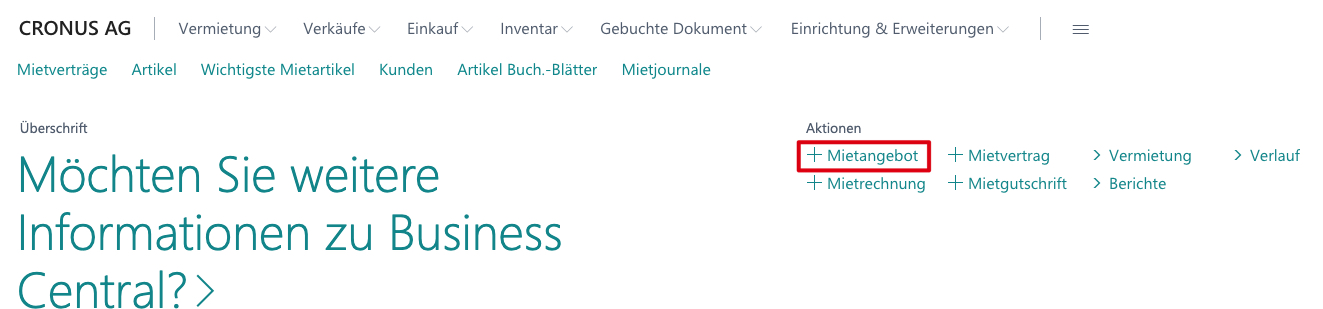 CRONUS AG Vermietung Verkäufe Einkauf Inventar Gebuchte Dokument Einrichtung & Erweiterungen
Mietverträge Artikel Wichtigste Mietartikel Kunden Artikel Buch.-Blätter Mietjournale
Überschrift
Möchten Sie weitere
Informationen zu Business
Central?
Aktionen
Mietangebot Mietvertrag Vermietung Verlauf
Mietrechnung Mietgutschrift Berichte